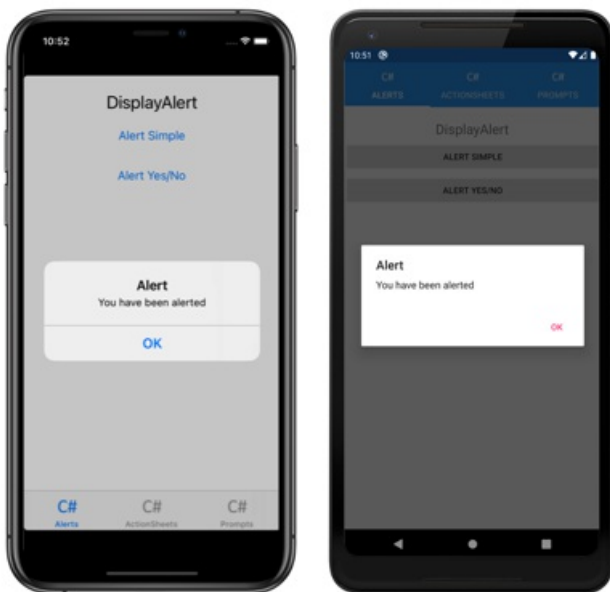 10:52
DisplayAlert
Alert Simple
Alert Yes/No
Alert
You have been alerted
OK
C# C# C#
Alerts ActionSheets Prompts
10:51
C# C# C#
ALERTS ACTIONSHEETS PROMPTS
DisplayAlert
ALERT SIMPLE
ALERT YES/NO
Alert
You have been alerted
OK